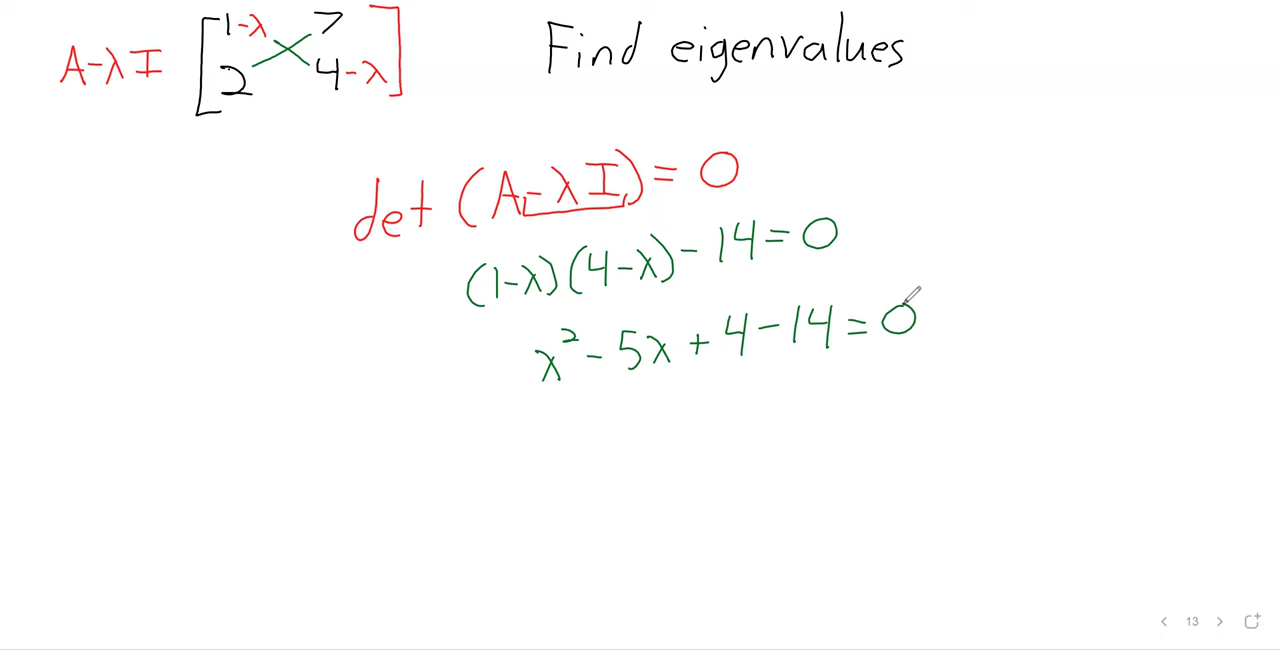 A-λI [1-λ 7 Find eigenvalues
2 4-λ]
det (A-λI) = 0
(1-λ)(4-λ) - 14 = 0
λ² - 5λ + 4 - 14 = 0
13